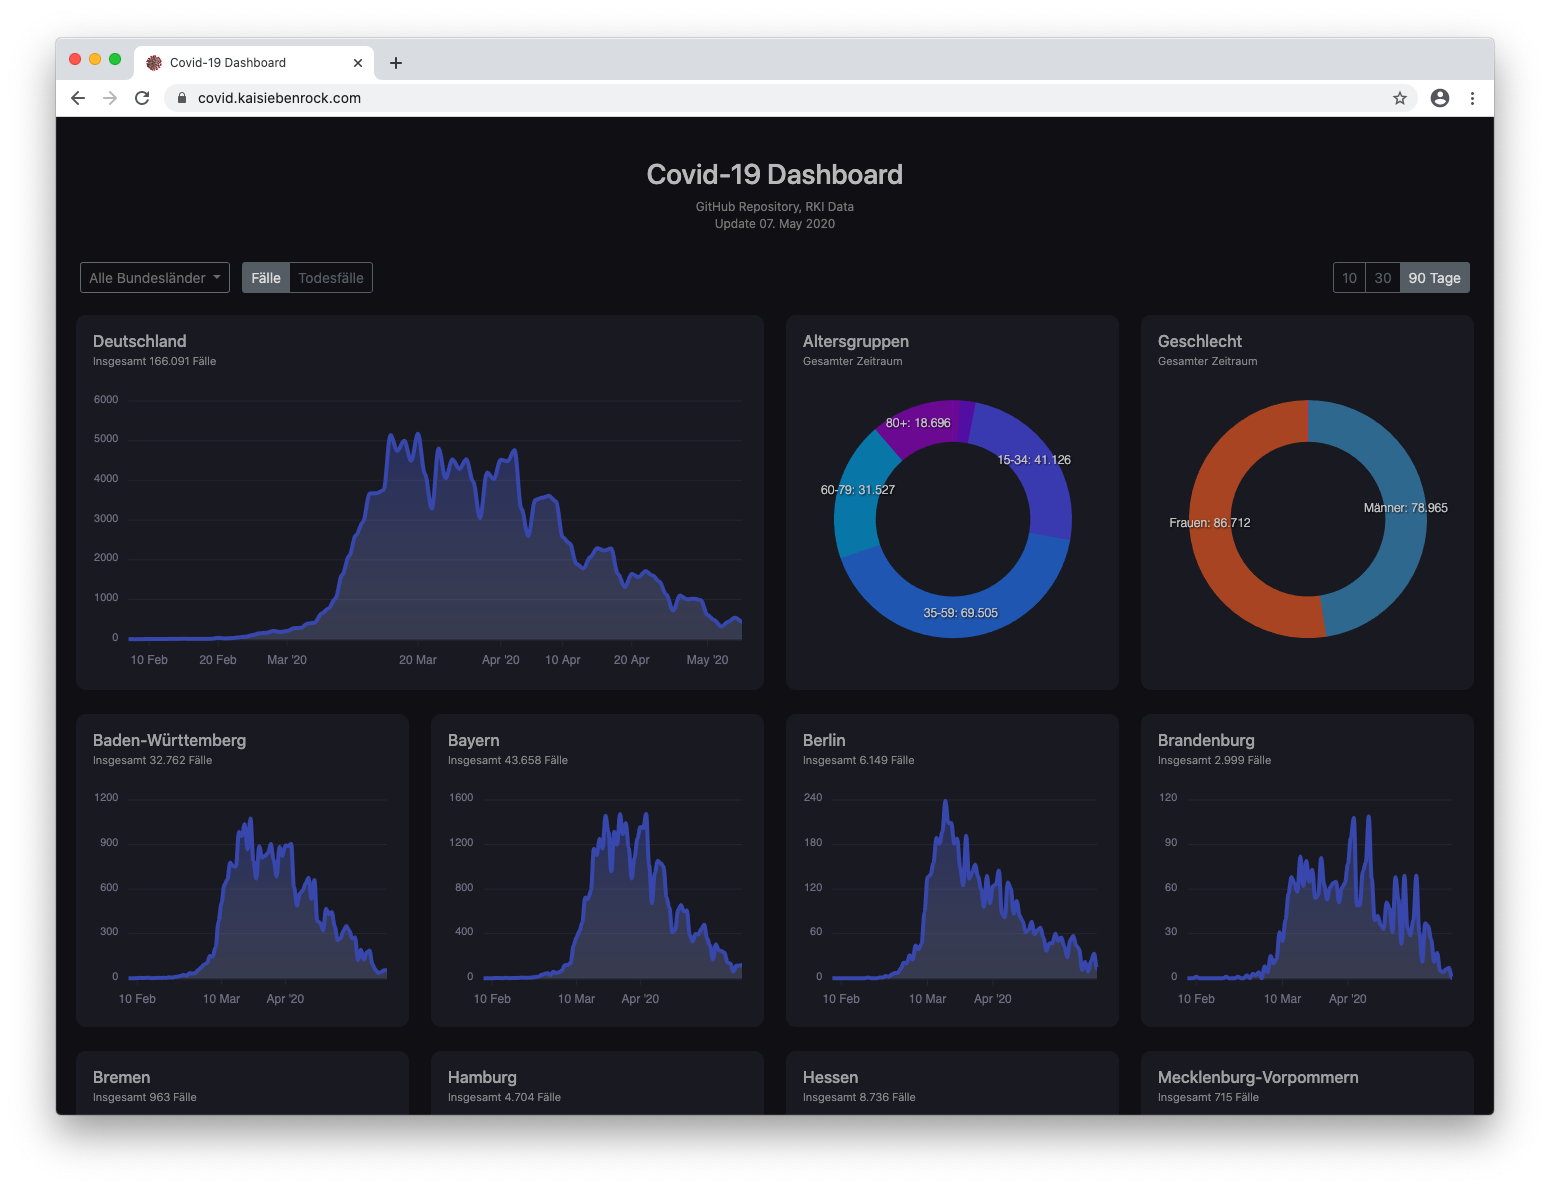 Covid-19 Dashboard
covid.kaisiebenrock.com
Covid-19 Dashboard
GitHub Repository, RKI Data
Update 07. May 2020
Alle Bundesländer Fälle Todesfälle 10 30 90 Tage
Deutschland
Insgesamt 166.091 Fälle
6000
5000
4000
3000
2000
1000
0
10 Feb 20 Feb Mar '20 20 Mar Apr '20 10 Apr 20 Apr May '20
Altersgruppen
Gesamter Zeitraum
80+: 18.696
15-34: 41.126
60-79: 31.527
35-59: 69.505
Geschlecht
Gesamter Zeitraum
Männer: 78.965
Frauen: 86.712
Baden-Württemberg
Insgesamt 32.762 Fälle
1200
900
600
300
0
10 Feb 10 Mar Apr '20
Bayern
Insgesamt 43.658 Fälle
1600
1200
800
400
0
10 Feb 10 Mar Apr '20
Berlin
Insgesamt 6.149 Fälle
240
180
120
60
0
10 Feb 10 Mar Apr '20
Brandenburg
Insgesamt 2.999 Fälle
120
90
60
30
0
10 Feb 10 Mar Apr '20
Bremen
Insgesamt 963 Fälle
Hamburg
Insgesamt 4.704 Fälle
Hessen
Insgesamt 8.736 Fälle
Mecklenburg-Vorpommern
Insgesamt 715 Fälle